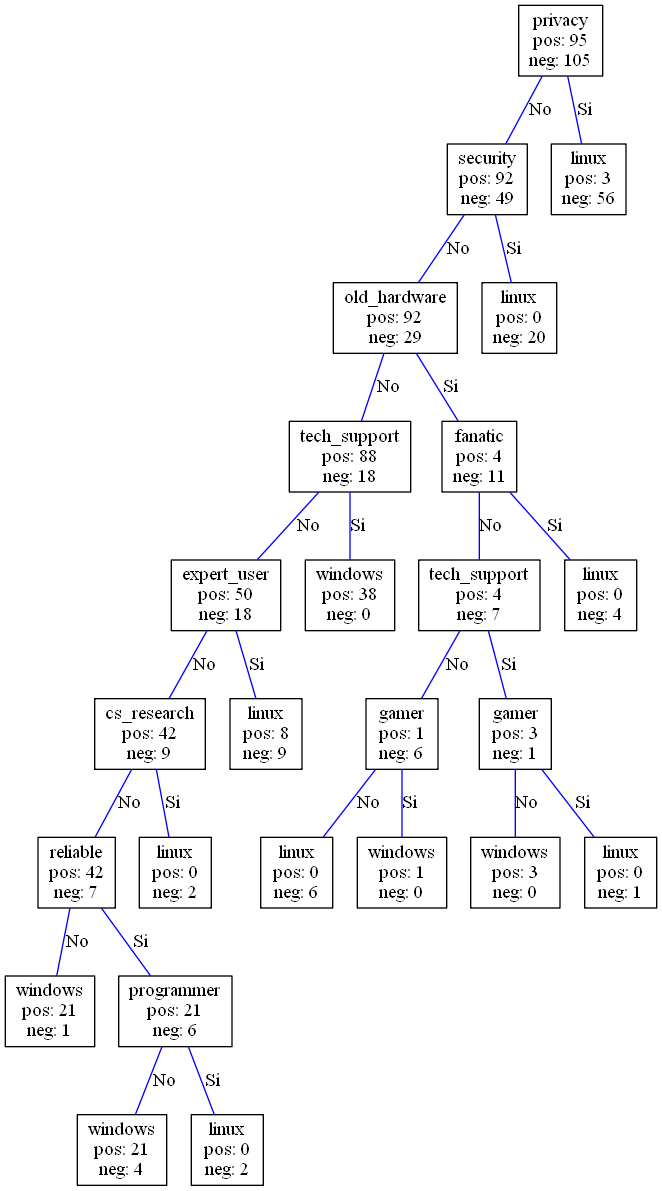 privacy
pos: 95
neg: 105
No
Si
security
pos: 92
neg: 49
linux
pos: 3
neg: 56
No
Si
old_hardware
pos: 92
neg: 29
linux
pos: 0
neg: 20
No
Si
tech_support
pos: 88
neg: 18
fanatic
pos: 4
neg: 11
No
Si
No
Si
expert_user
pos: 50
neg: 18
windows
pos: 38
neg: 0
tech_support
pos: 4
neg: 7
linux
pos: 0
neg: 4
No
Si
No
Si
cs_research
pos: 42
neg: 9
linux
pos: 8
neg: 9
gamer
pos: 1
neg: 6
gamer
pos: 3
neg: 1
No
Si
No
Si
No
Si
reliable
pos: 42
neg: 7
linux
pos: 0
neg: 2
linux
pos: 0
neg: 6
windows
pos: 1
neg: 0
windows
pos: 3
neg: 0
linux
pos: 0
neg: 1
No
Si
windows
pos: 21
neg: 1
programmer
pos: 21
neg: 6
No
Si
windows
pos: 21
neg: 4
linux
pos: 0
neg: 2